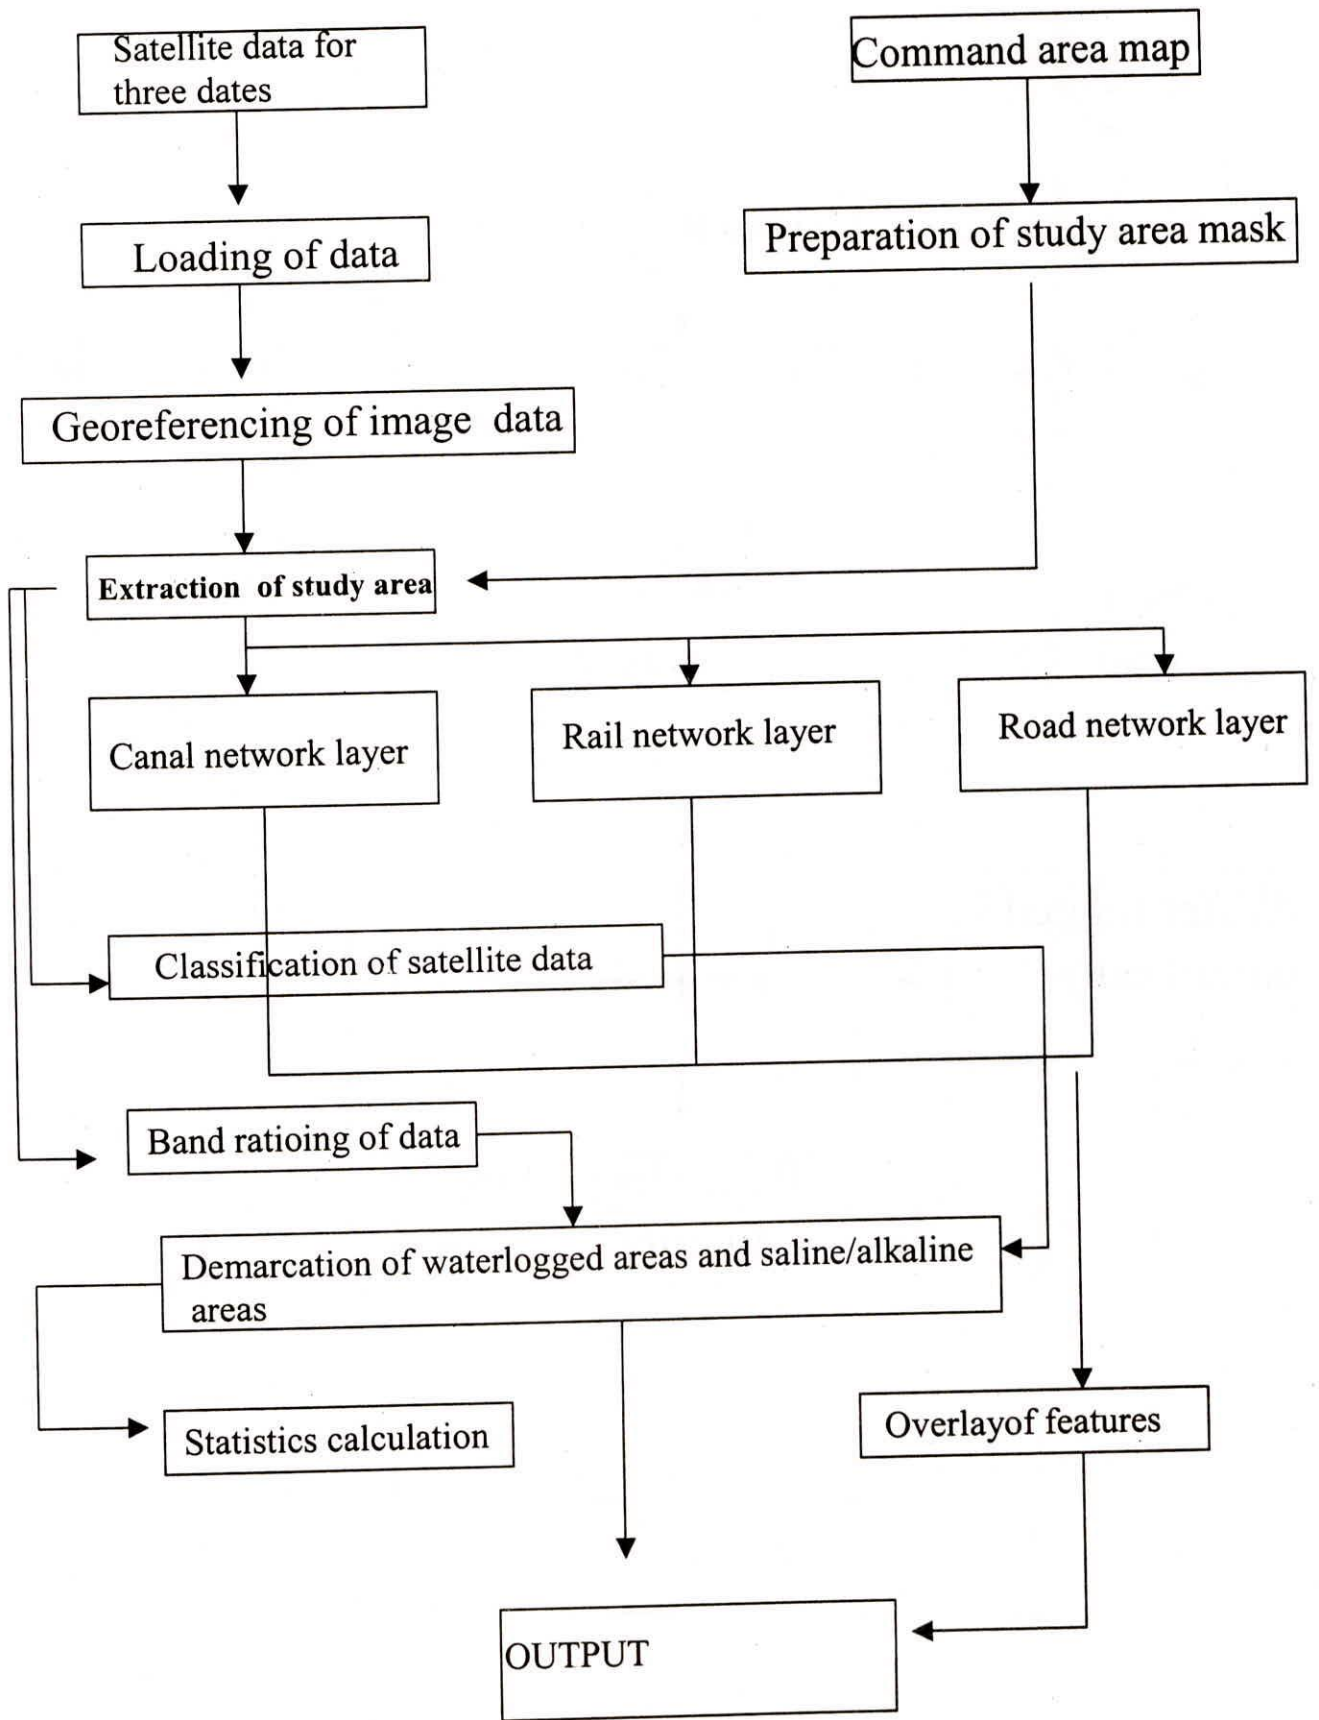 Satellite data for
three dates
Command area map
Loading of data
Preparation of study area mask
Georeferencing of image data
Extraction of study area
Canal network layer
Rail network layer
Road network layer
Classification of satellite data
Band ratioing of data
Demarcation of waterlogged areas and saline/alkaline
areas
Statistics calculation
Overlayof features
OUTPUT